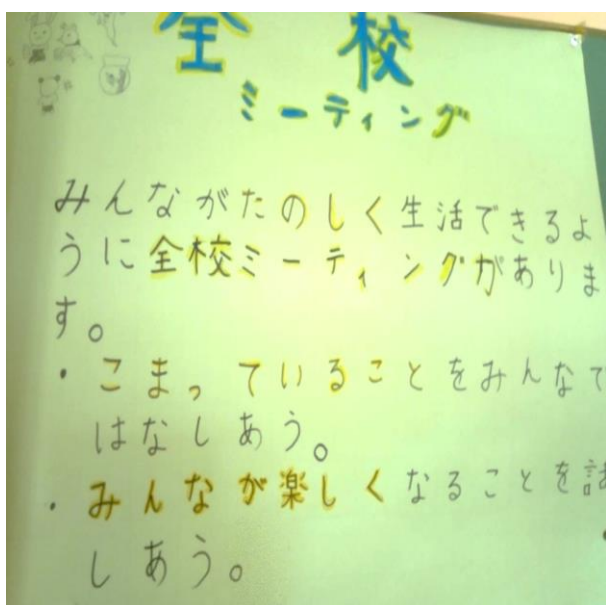 全校
ミーティング
みんながたのしく生活できるよ
うに全校ミーティングがありま
す。
・こまっていることをみんなで
はなしあう。
・みんなが楽しくなることを話
しあう。